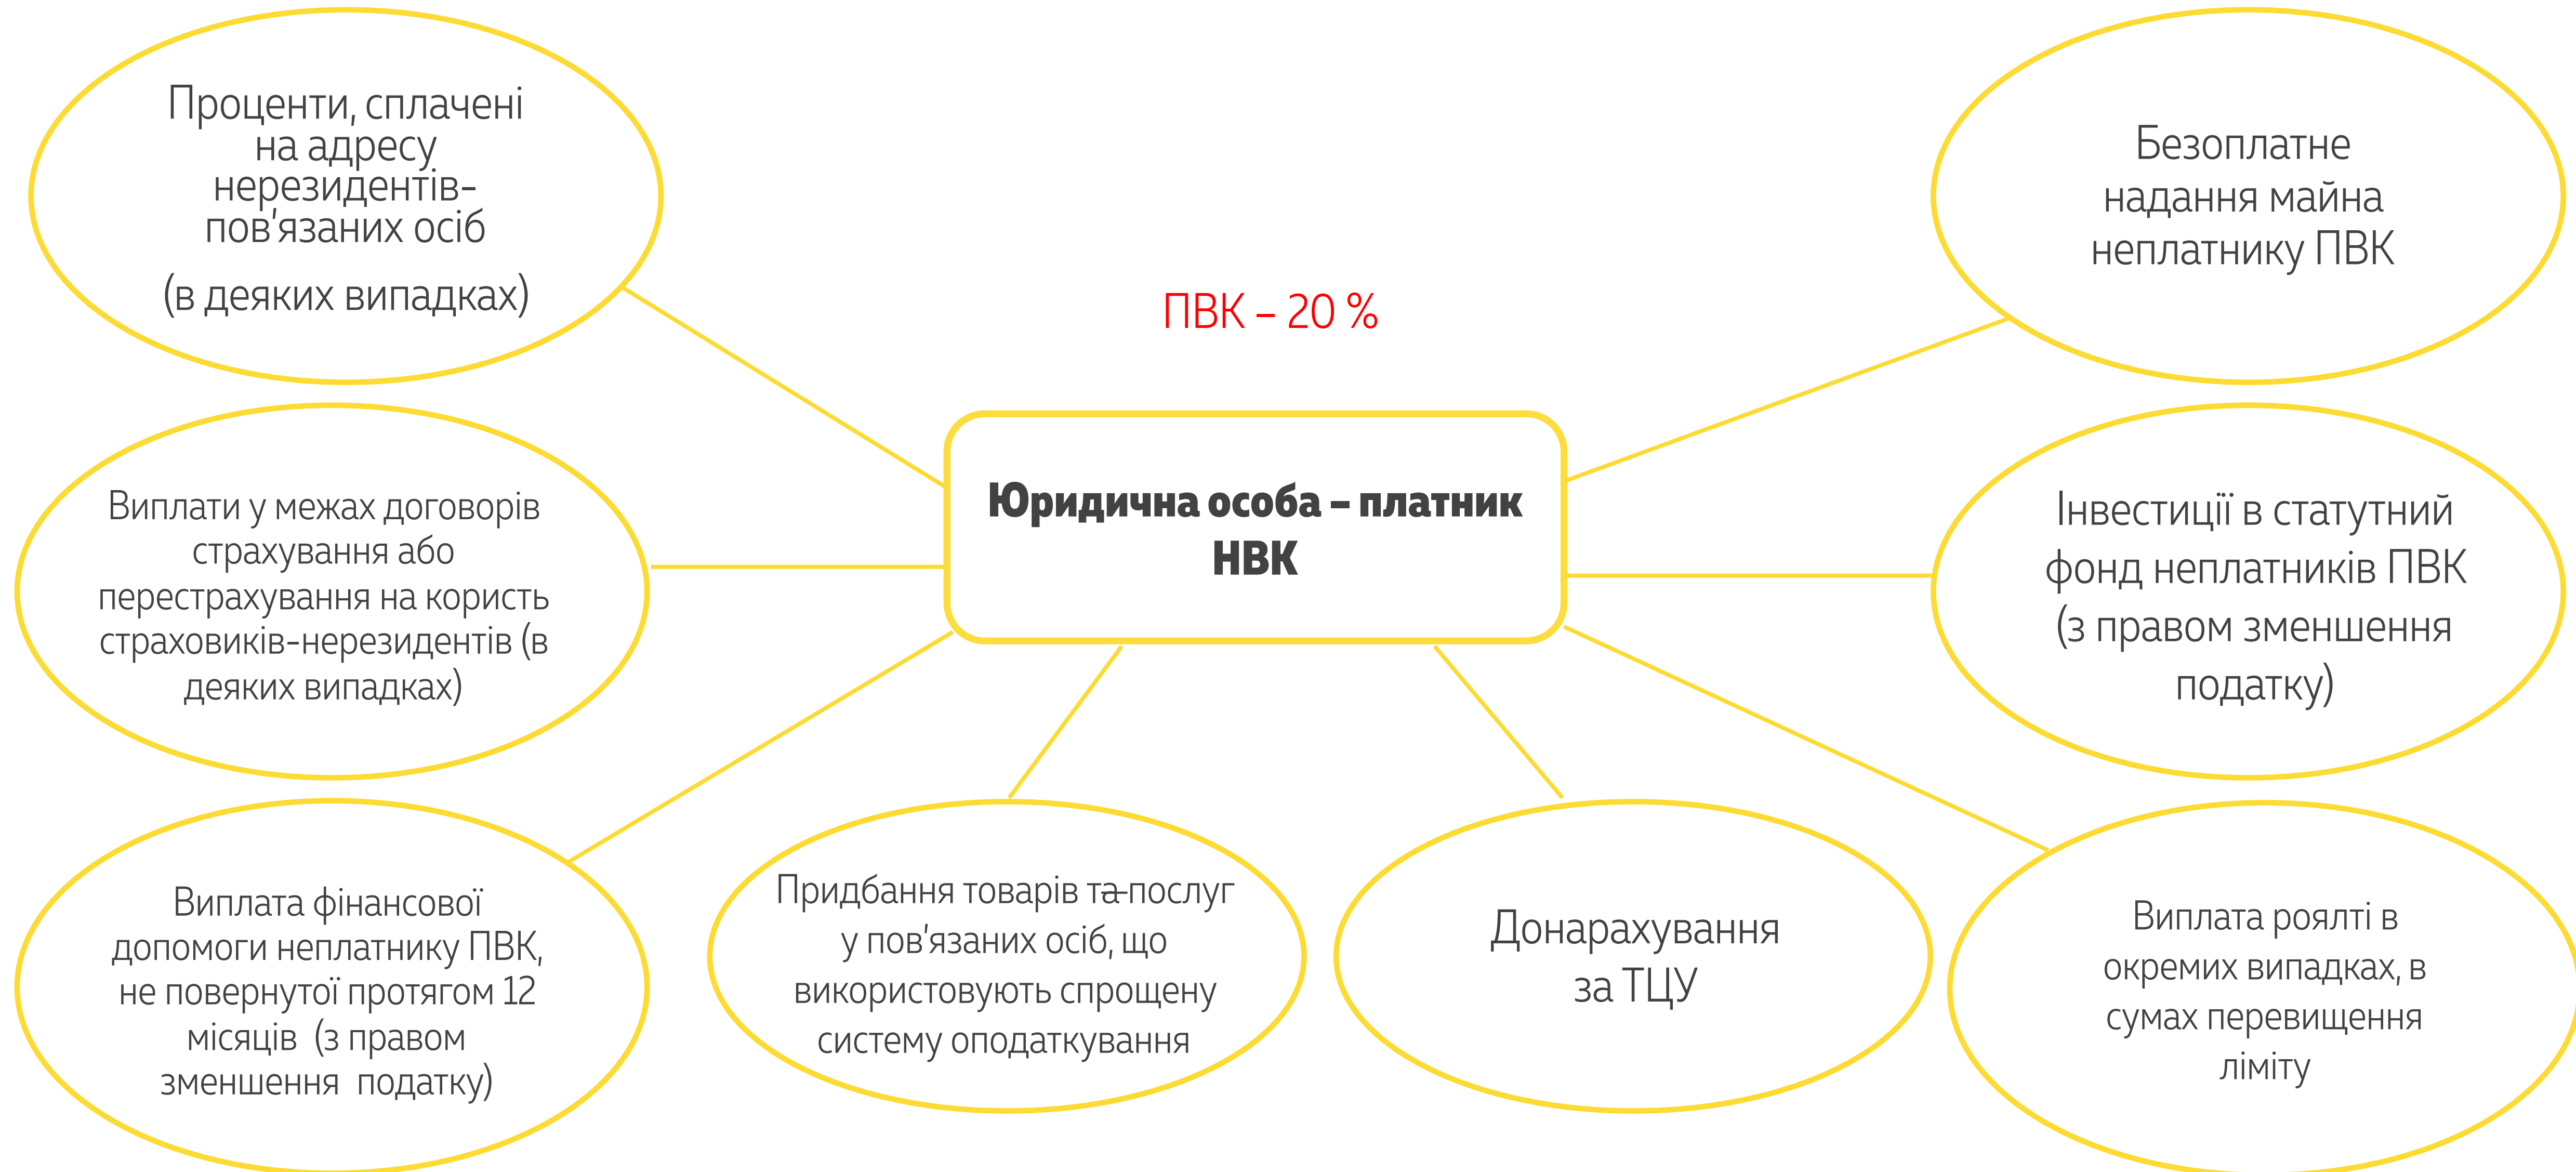 Проценти, сплачені
на адресу
нерезидентів-
пов'язаних осіб
(в деяких випадках)
Безоплатне
надання майна
неплатнику ПВК
ПВК – 20 %
Юридична особа – платник
НВК
Виплати у межах договорів
страхування або
перестрахування на користь
страховиків-нерезидентів (в
деяких випадках)
Інвестиції в статутний
фонд неплатників ПВК
(з правом зменшення
податку)
Виплата фінансової
допомоги неплатнику ПВК,
не повернутої протягом 12
місяців (з правом
зменшення податку)
Придбання товарів та послуг
у пов'язаних осіб, що
використовують спрощену
систему оподаткування
Донарахування
за ТЦУ
Виплата роялті в
окремих випадках, в
сумах перевищення
ліміту